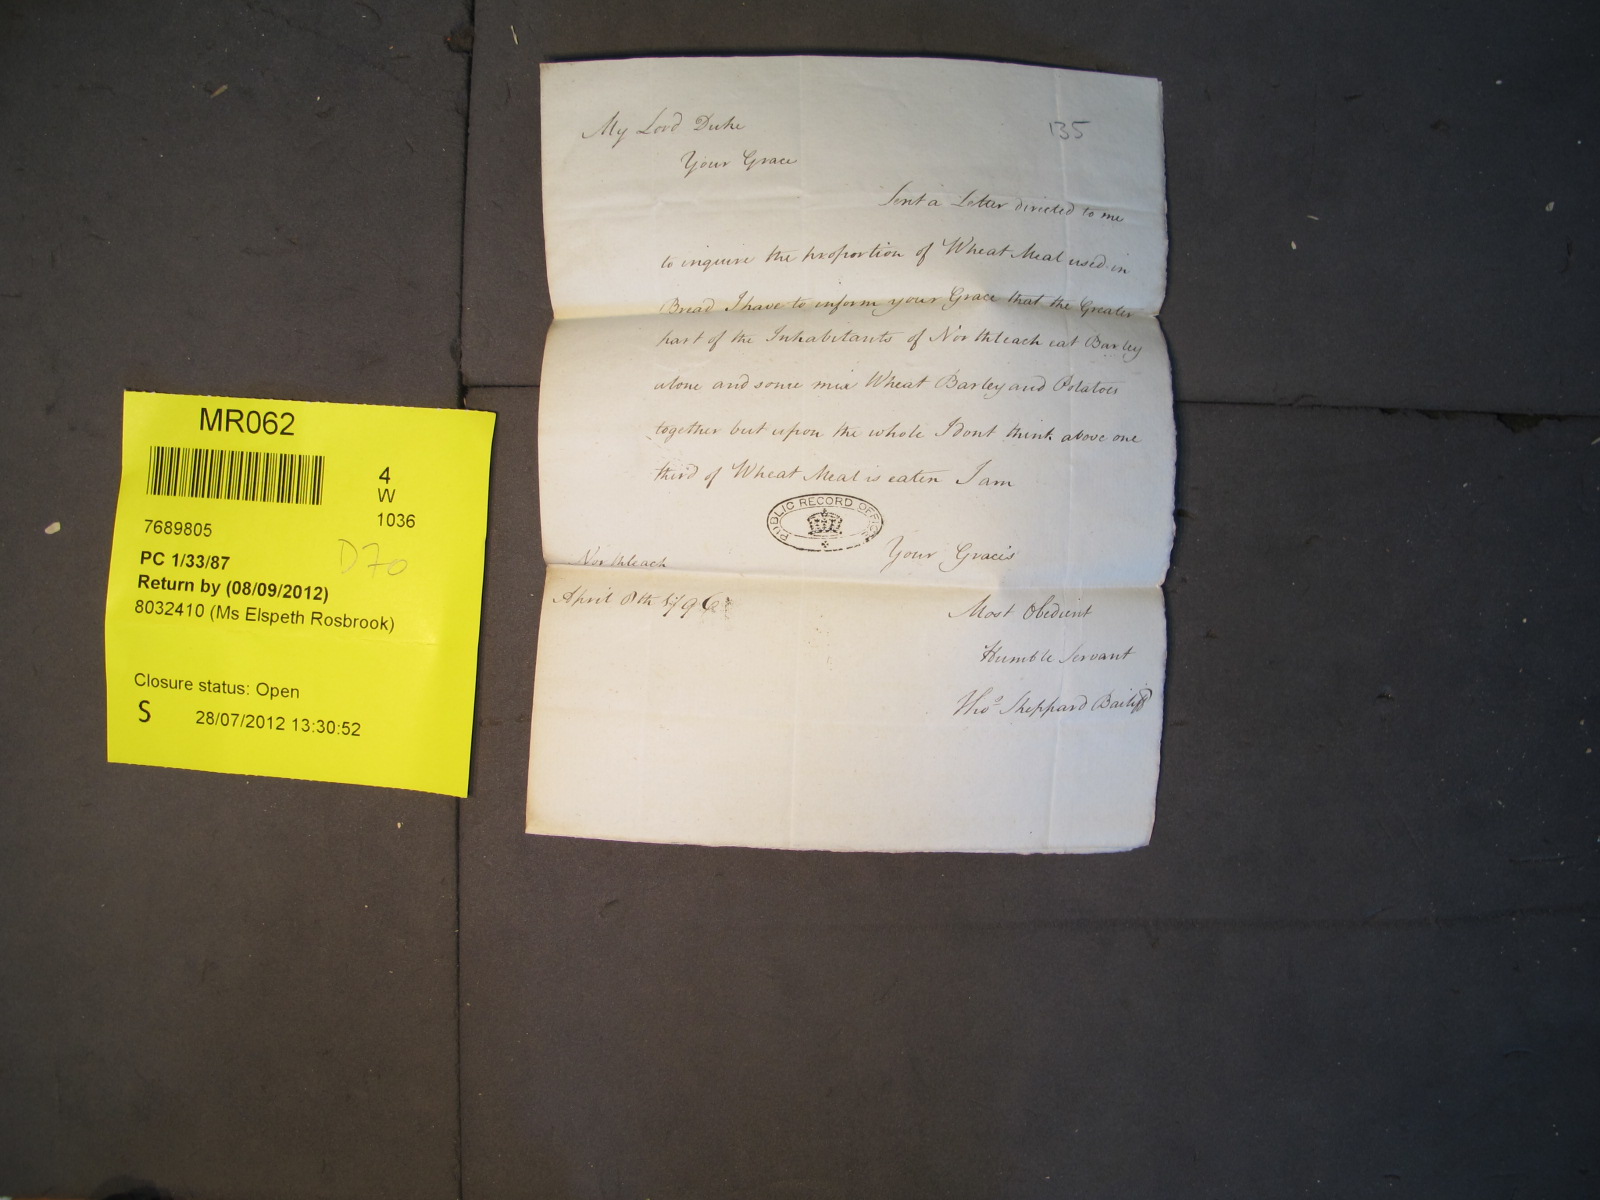 My Lord Duke
135
Your Grace
Sent a Letter directed to me
to inquire the proportion of Wheat Meal used in
Bread I have to inform your Grace that the Greater
part of the Inhabitants of Northleach eat Barley
alone and some mix Wheat Barley and Potatoes
together but upon the whole I dont think above one
third of Wheat Meal is eaten I am
PUBLIC RECORD OFFICE
Your Graces
Northleach
April 8th 1796
Most Obedient
Humble Servant
Thos Sheppard Bailiff
MR062
4
W
1036
7689805
D70
PC 1/33/87
Return by (08/09/2012)
8032410 (Ms Elspeth Rosbrook)
Closure status: Open
S 28/07/2012 13:30:52